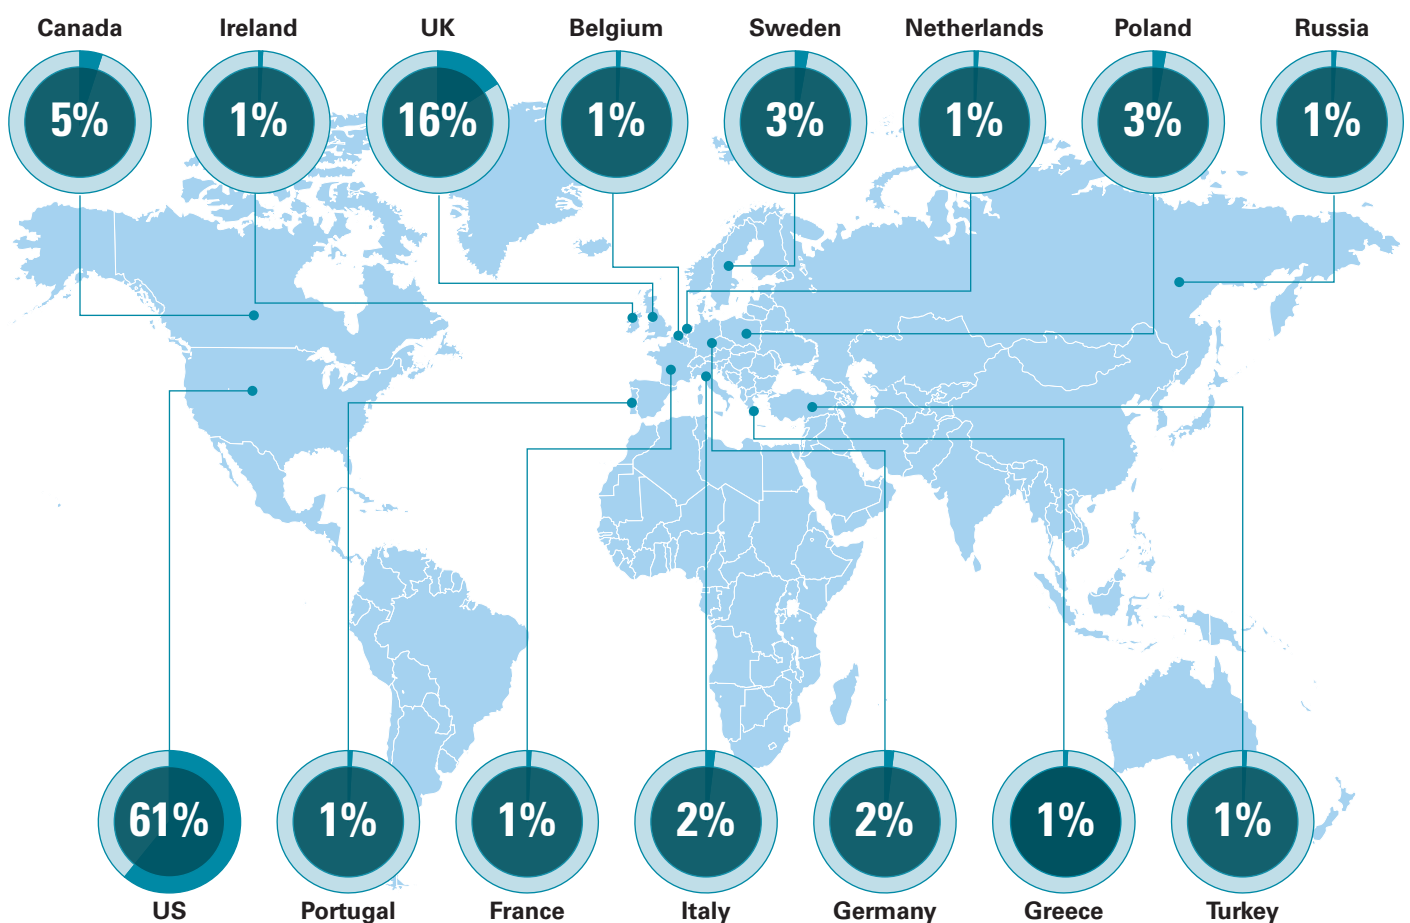 Canada Ireland UK Belgium Sweden Netherlands Poland Russia
5% 1% 16% 1% 3% 1% 3% 1%
61% 1% 1% 2% 2% 1% 1%
US Portugal France Italy Germany Greece Turkey